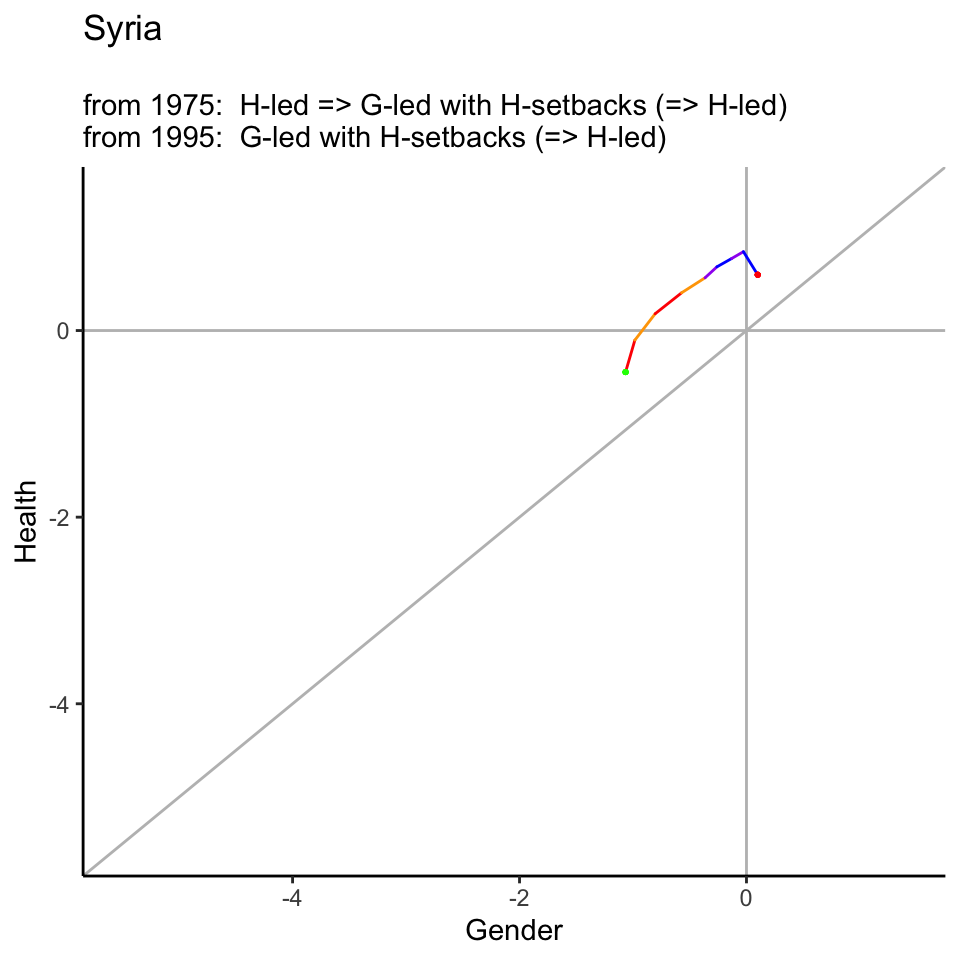 Syria
from 1975:  H-led => G-led with H-setbacks (=> H-led)
from 1995:  G-led with H-setbacks (=> H-led)
0
-2
-4
Health
-4
-2
0
Gender